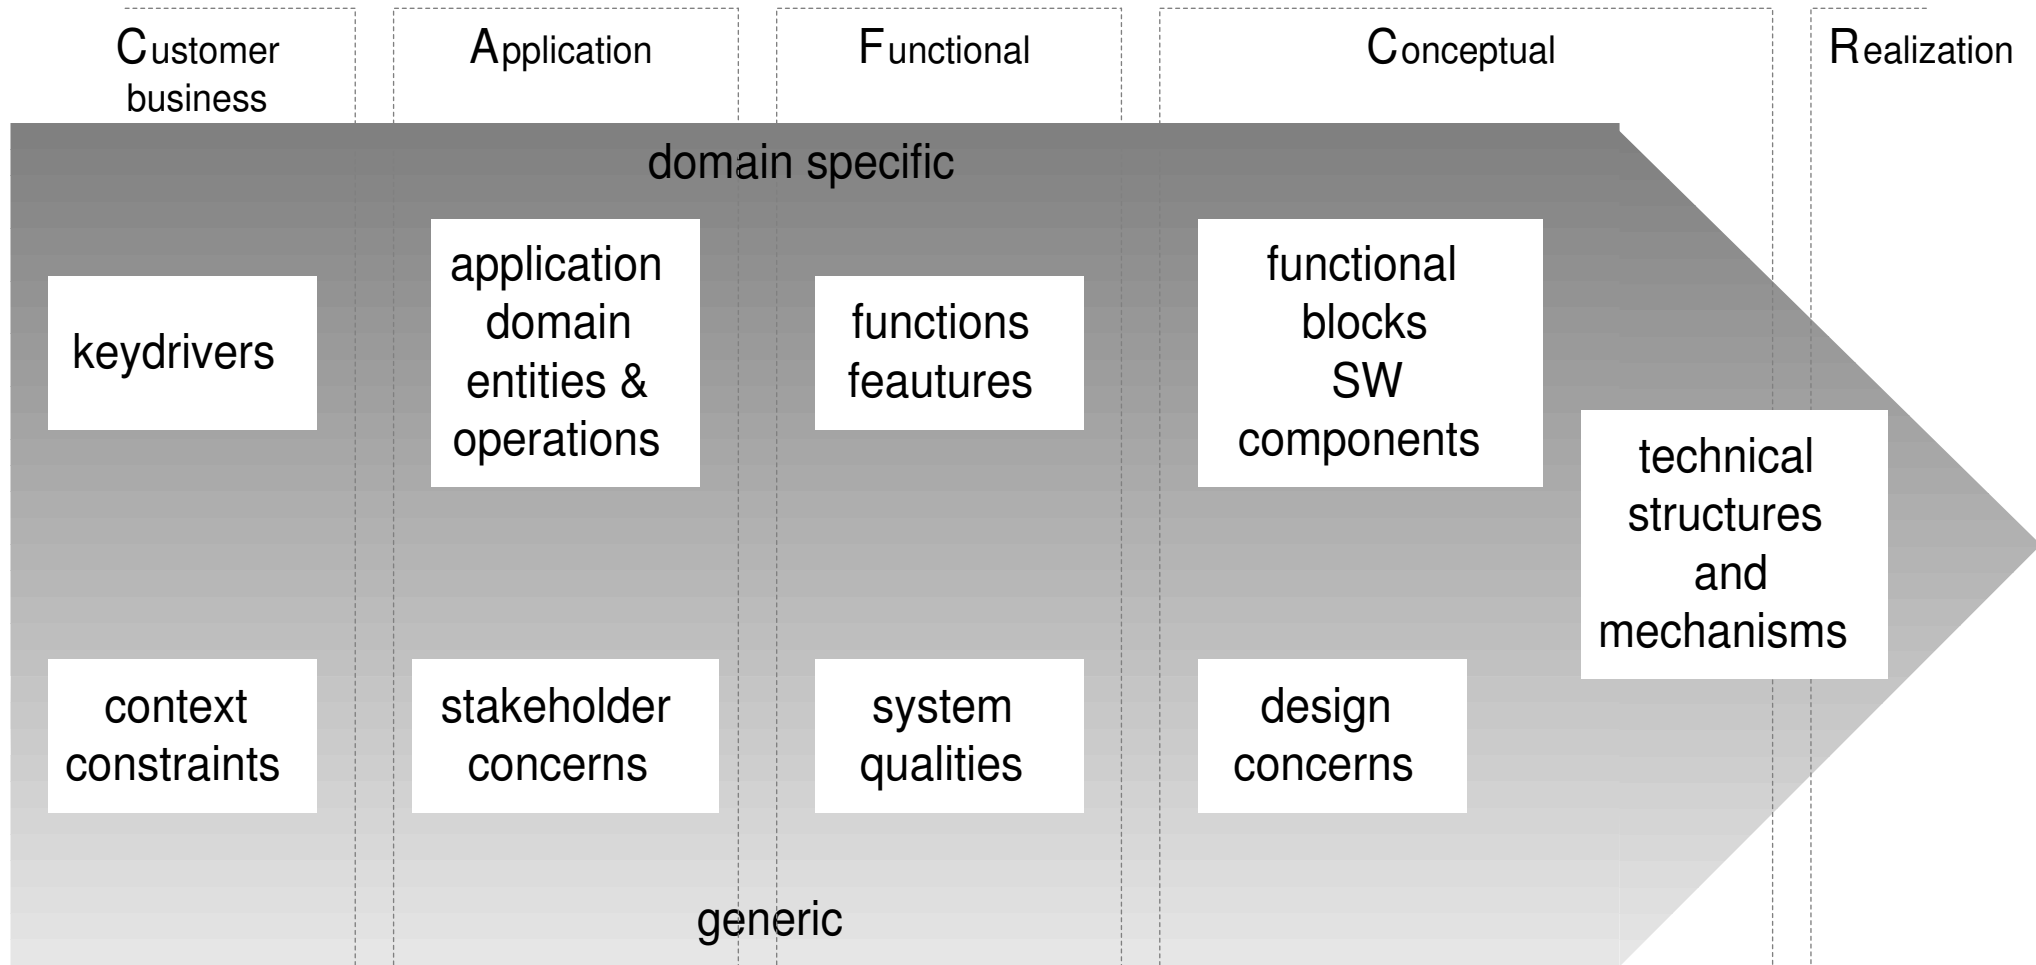 Customer
business
Application
Functional
Conceptual
Realization
domain specific
keydrivers
application
domain
entities &
operations
functions
feautures
functional
blocks
SW
components
technical
structures
and
mechanisms
context
constraints
stakeholder
concerns
system
qualities
design
concerns
generic